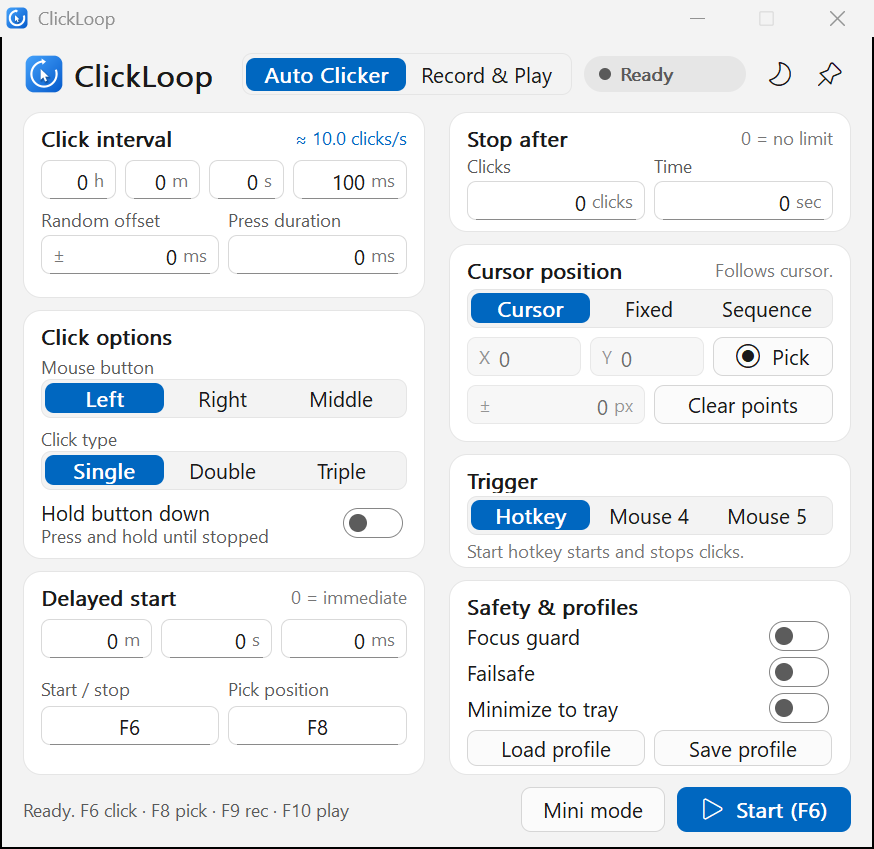 ClickLoop
ClickLoop
Auto Clicker Record & Play
Ready
Click interval ≈ 10.0 clicks/s
0 h 0 m 0 s 100 ms
Random offset Press duration
± 0 ms 0 ms
Click options
Mouse button
Left Right Middle
Click type
Single Double Triple
Hold button down
Press and hold until stopped
Delayed start 0 = immediate
0 m 0 s 0 ms
Start / stop Pick position
F6 F8
Stop after 0 = no limit
Clicks Time
0 clicks 0 sec
Cursor position Follows cursor.
Cursor Fixed Sequence
X 0 Y 0 Pick
± 0 px Clear points
Trigger
Hotkey Mouse 4 Mouse 5
Start hotkey starts and stops clicks.
Safety & profiles
Focus guard
Failsafe
Minimize to tray
Load profile Save profile
Ready. F6 click · F8 pick · F9 rec · F10 play
Mini mode Start (F6)